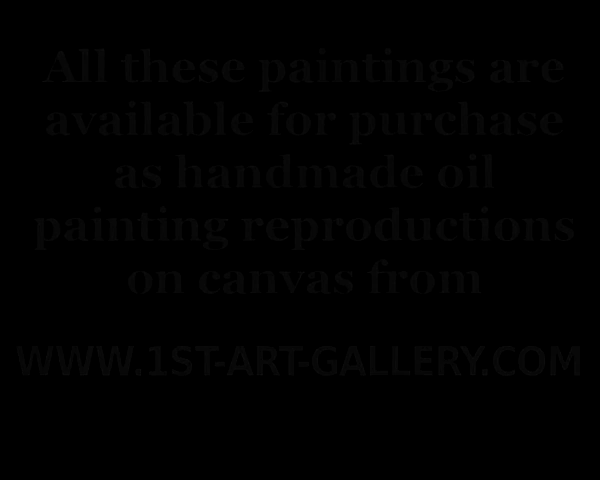 All these paintings are
available for purchase
as handmade oil
painting reproductions
on canvas from
WWW.1ST-ART-GALLERY.COM